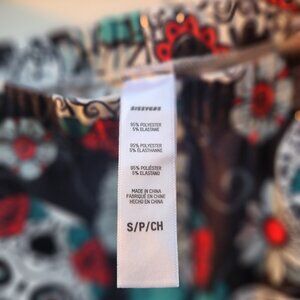 95% POLYESTER
5% ELASTANE
95% POLYESTER
5% ELASTHANNE
95% POLIÉSTER
5% ELASTANO
MADE IN CHINA
FABRIQUÉ EN CHINE
HECHO EN CHINA
S/P/CH